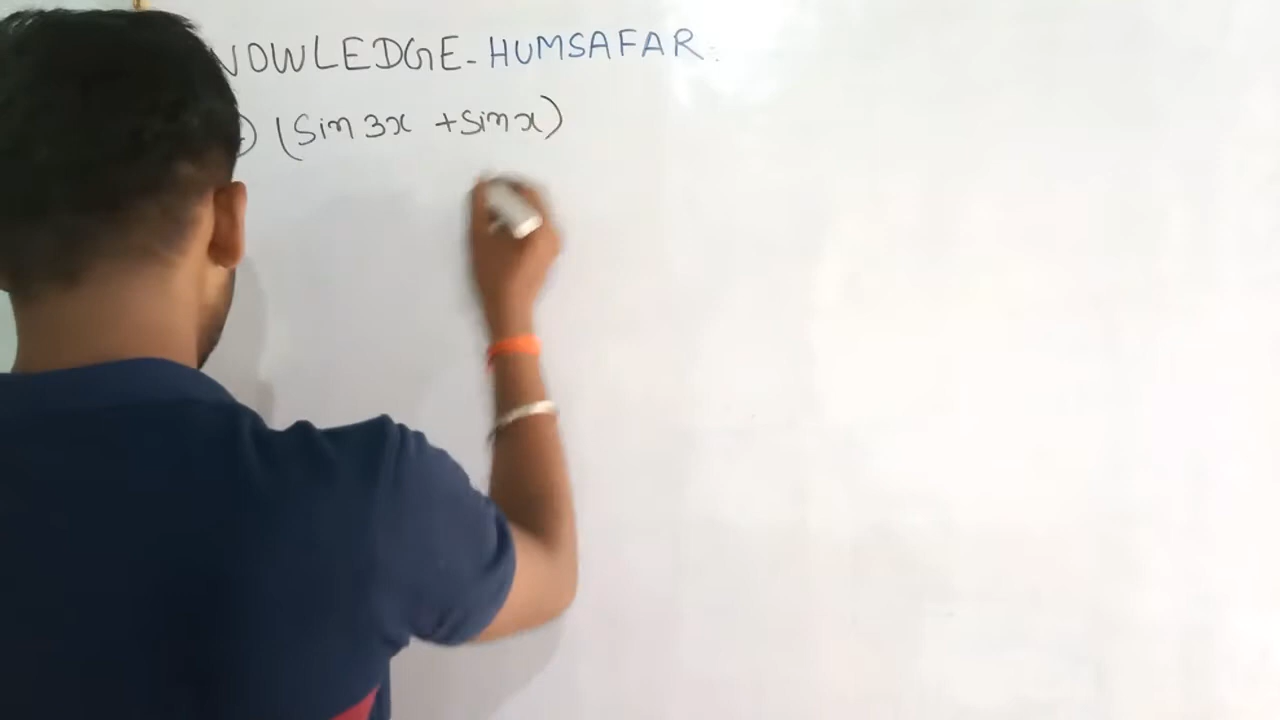 NOWLEDGE-HUMSAFAR
) (Sin 3x + sin x)